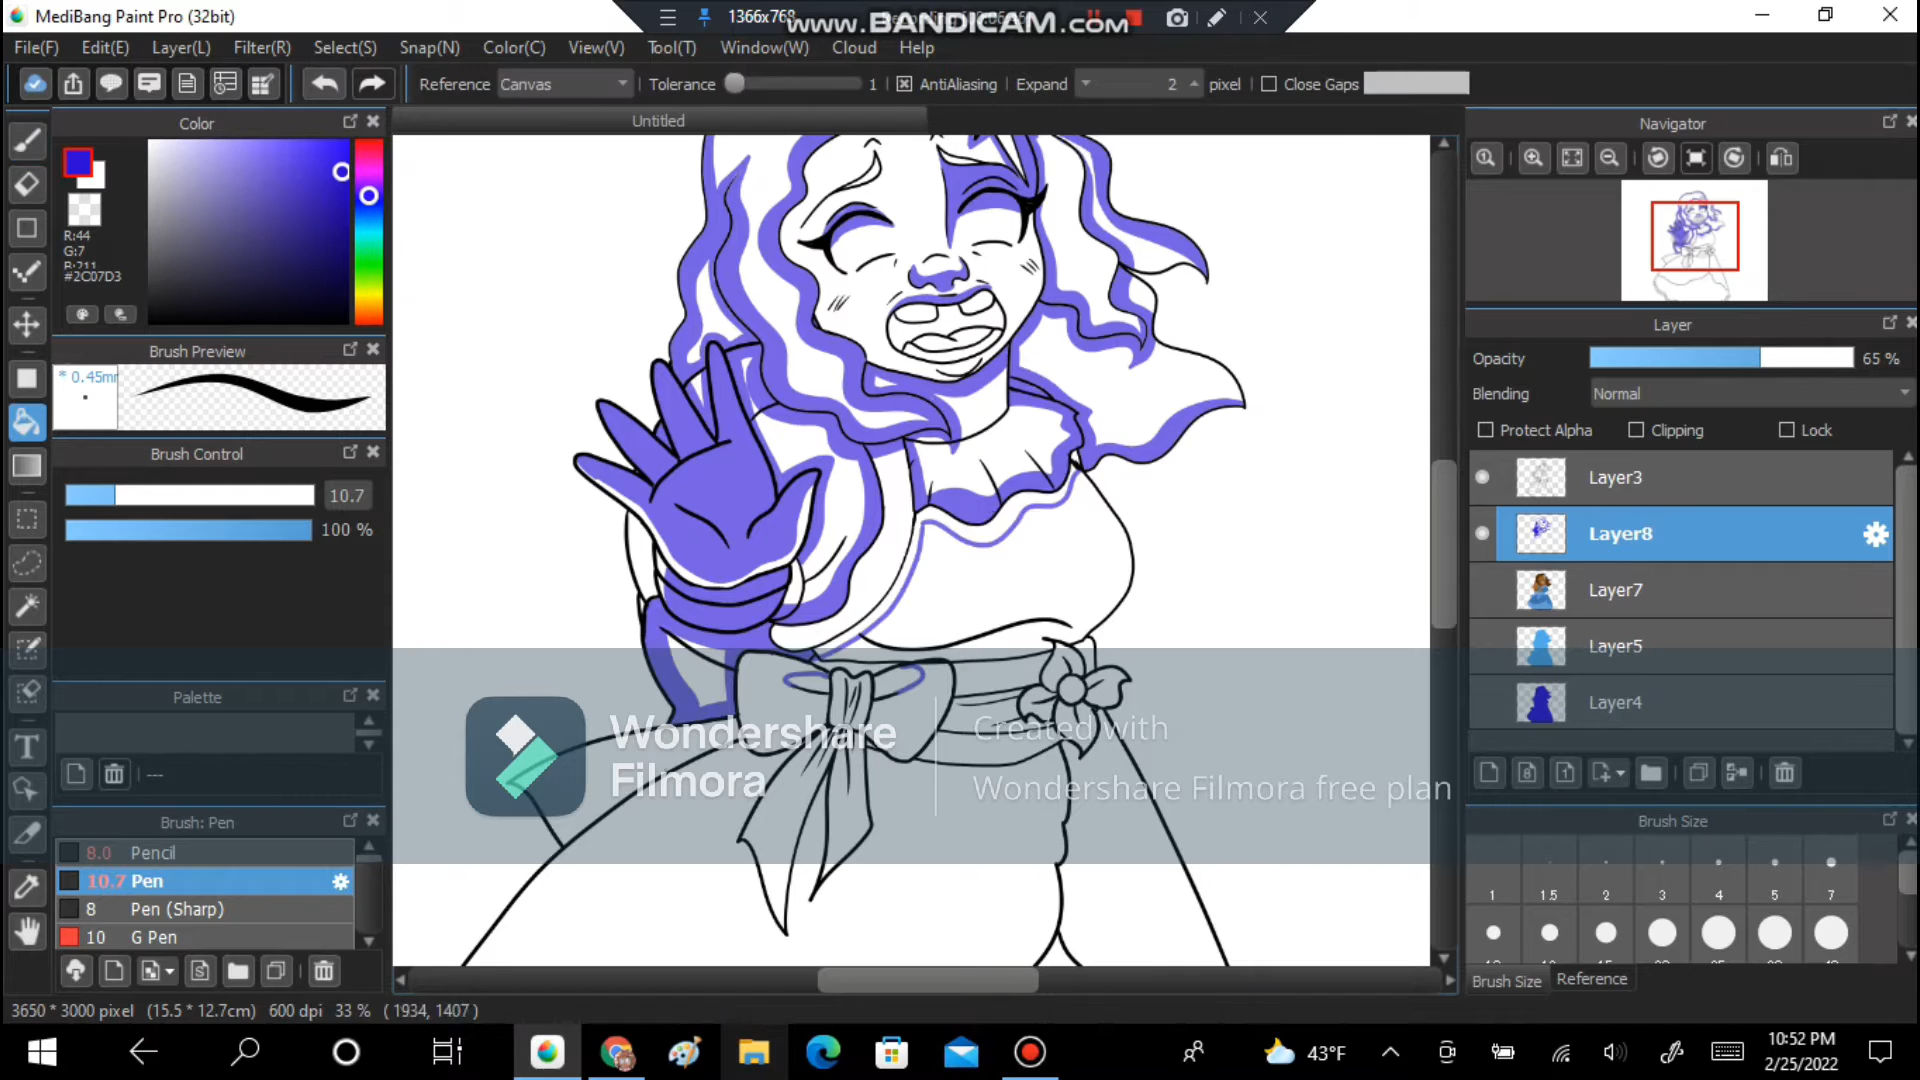 MediBang Paint Pro (32bit)
1366x768
www.BANDICAM.com
File(F) Edit(E) Layer(L) Filter(R) Select(S) Snap(N) Color(C) View(V) Tool(T) Window(W) Cloud Help
Reference Canvas Tolerance 1 AntiAliasing Expand 2 pixel Close Gaps
Color
Untitled
Navigator
R:44
G:7
B:211
#2C07D3
Brush Preview
* 0.45m
Brush Control
10.7
100 %
Layer
Opacity 65 %
Blending Normal
Protect Alpha Clipping Lock
Layer3
Layer8
Layer7
Layer5
Layer4
Palette
---
Wondershare
Filmora
Created with
Wondershare Filmora free plan
Brush: Pen
8.0 Pencil
10.7 Pen
8 Pen (Sharp)
10 G Pen
Brush Size
1 1.5 2 3 4 5 7
Brush Size Reference
3650 * 3000 pixel (15.5 * 12.7cm) 600 dpi 33 % ( 1934, 1407 )
43°F
10:52 PM
2/25/2022